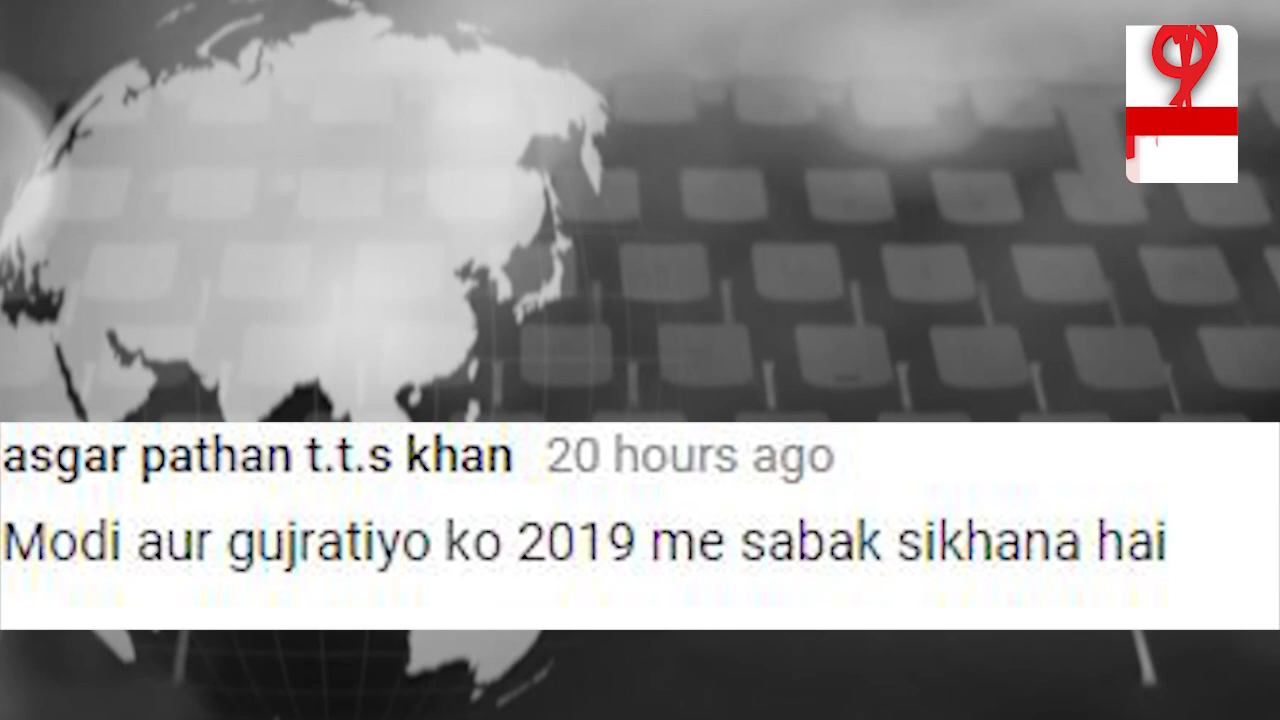 asgar pathan t.t.s khan 20 hours ago
Modi aur gujratiyo ko 2019 me sabak sikhana hai